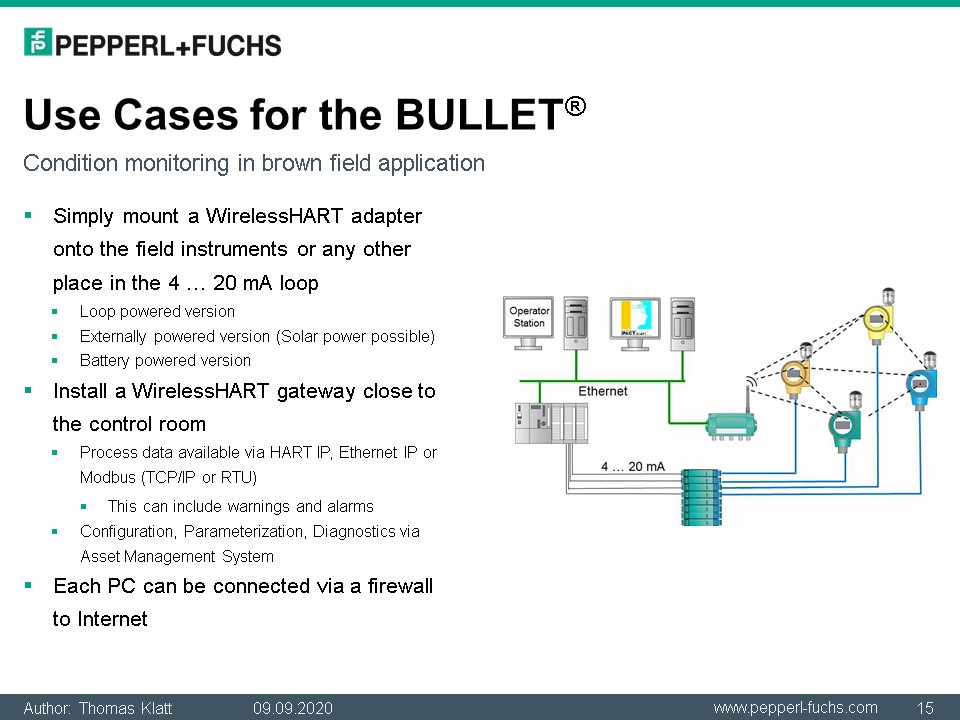 PEPPERL+FUCHS
Use Cases for the BULLET®
Condition monitoring in brown field application
Simply mount a WirelessHART adapter
onto the field instruments or any other
place in the 4 … 20 mA loop
Loop powered version
Externally powered version (Solar power possible)
Battery powered version
Install a WirelessHART gateway close to
the control room
Process data available via HART IP, Ethernet IP or
Modbus (TCP/IP or RTU)
This can include warnings and alarms
Configuration, Parameterization, Diagnostics via
Asset Management System
Each PC can be connected via a firewall
to Internet
Operator
Station
Ethernet
4 … 20 mA
Author: Thomas Klatt 09.09.2020 www.pepperl-fuchs.com 15